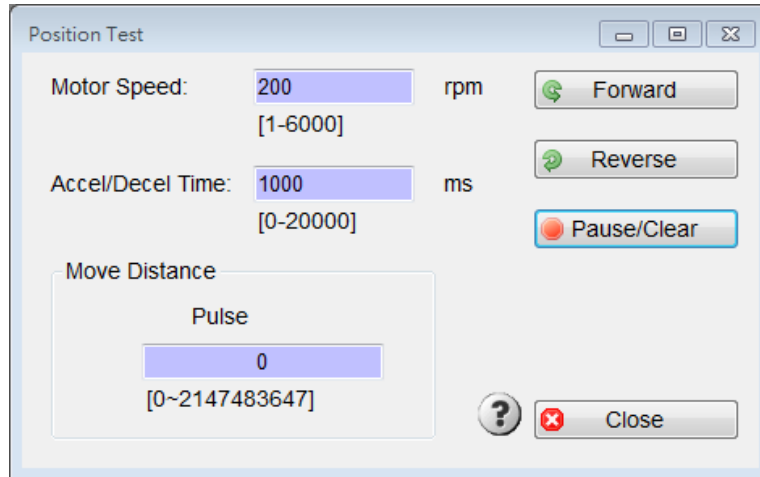 Position Test
Motor Speed: 200 rpm Forward
[1-6000]
Reverse
Accel/Decel Time: 1000 ms
[0-20000] Pause/Clear
Move Distance
Pulse
0
[0~2147483647]
? Close